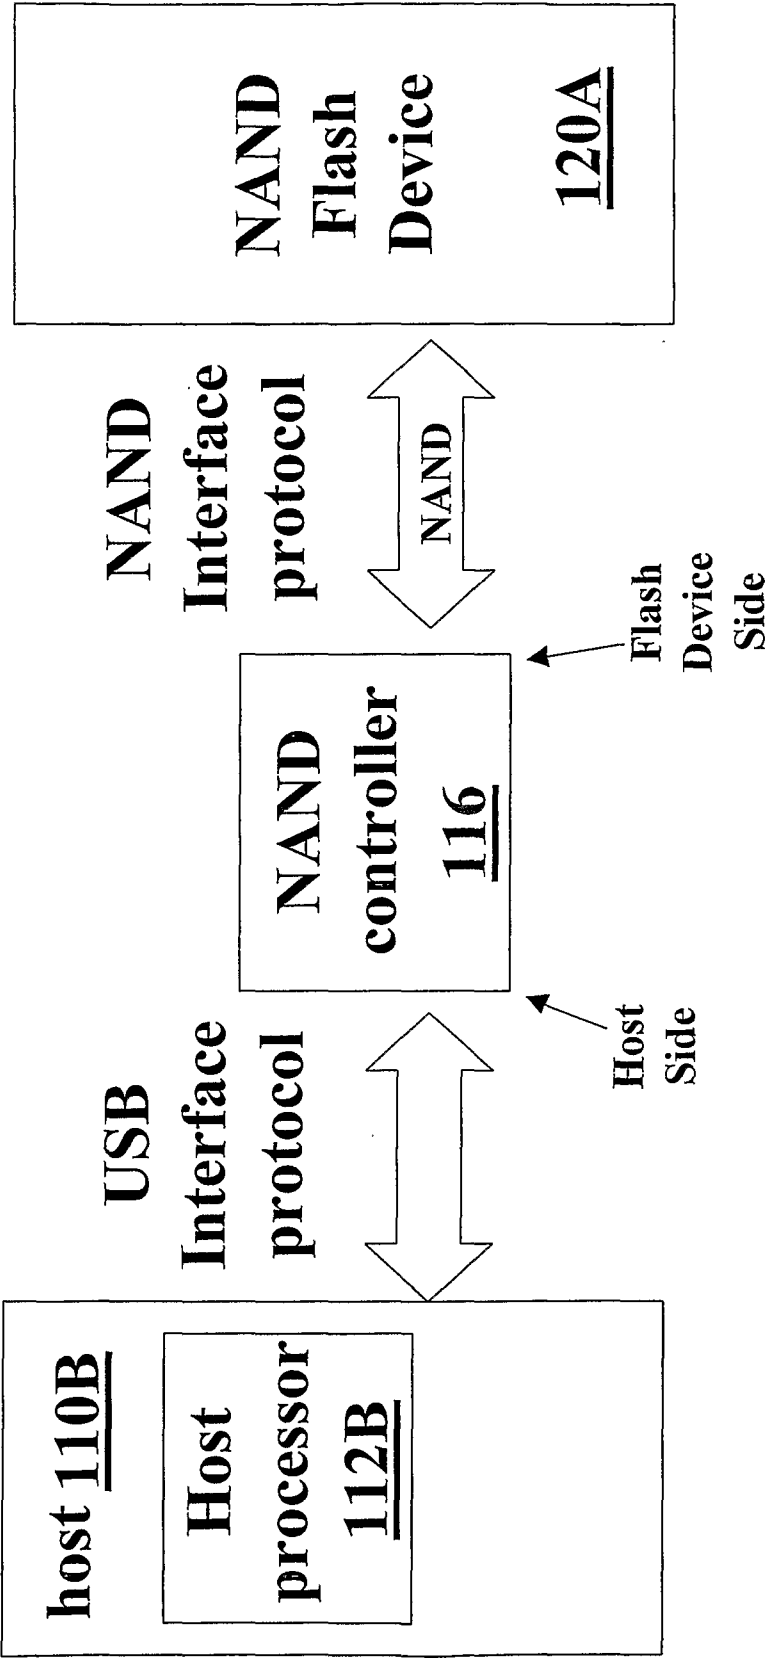 host 110B
Host
processor
112B
USB
Interface
protocol
Host
Side
NAND
controller
116
Flash
Device
Side
NAND
Interface
protocol
NAND
NAND
Flash
Device
120A